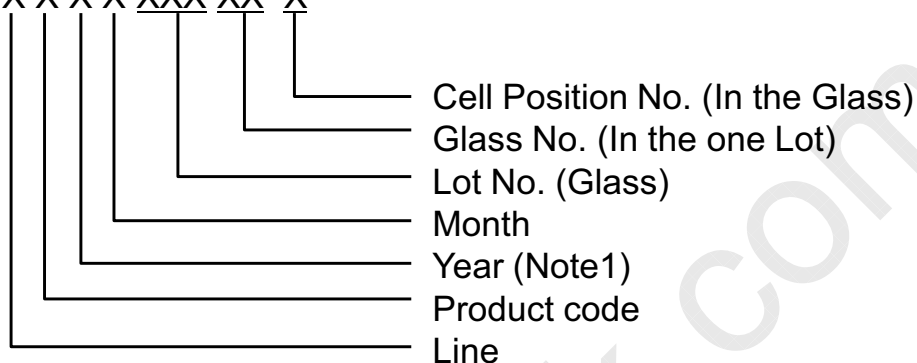 X X X X XXX XX X
Cell Position No. (In the Glass)
Glass No. (In the one Lot)
Lot No. (Glass)
Month
Year (Note1)
Product code
Line
com